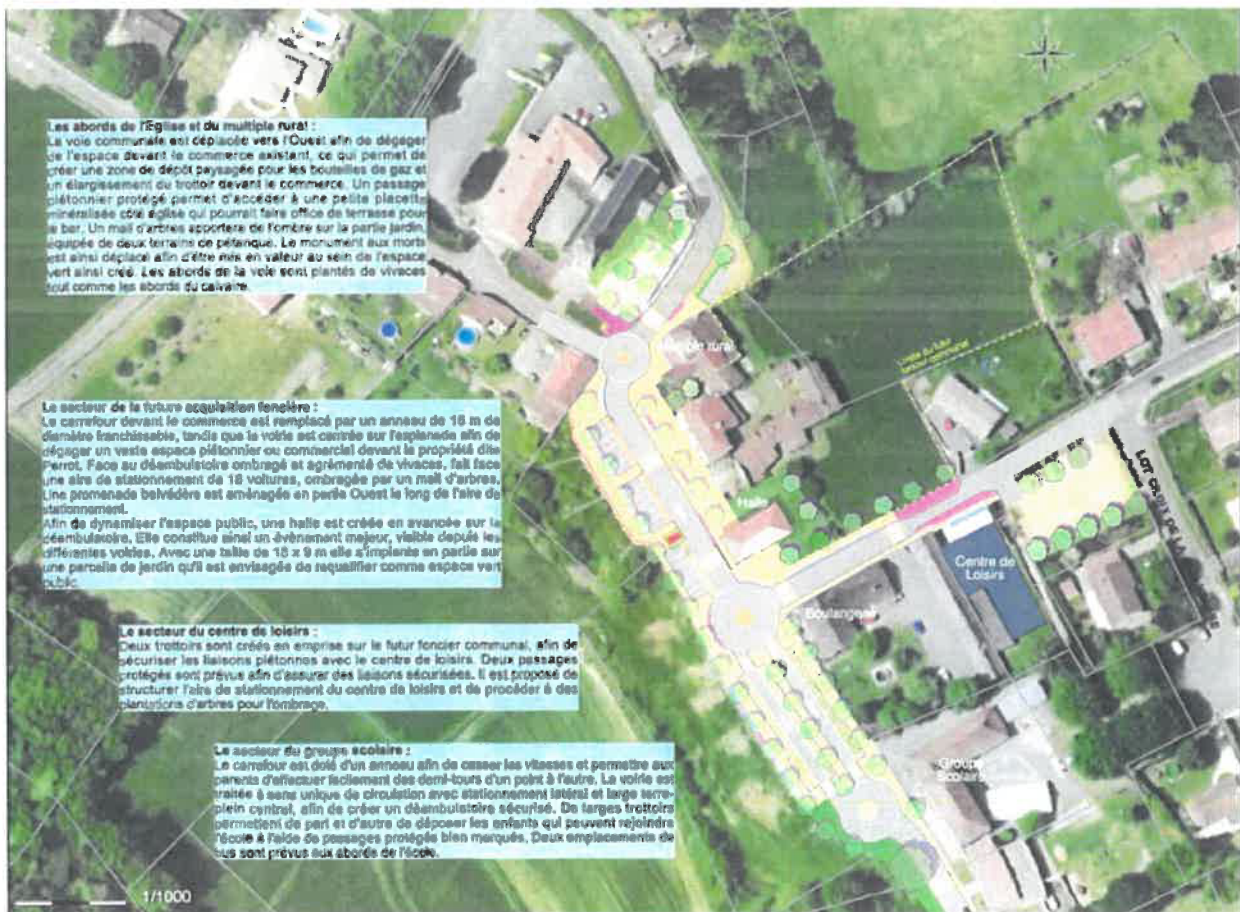 Les abords de l'Eglise et du multiple rural :
La voie communale est déplacée vers l'Ouest afin de dégager
de l'espace devant le commerce existant, ce qui permet de
créer une zone de dépôt paysagée pour les bouteilles de gaz et
un élargissement du trottoir devant le commerce. Un passage
piétonnier protégé permet d'accéder à une petite placette
minéralisée côté église qui pourrait faire office de terrasse pour
le bar. Un mail d'arbres apportera de l'ombre sur la partie jardin,
équipée de deux terrains de pétanque. Le monument aux morts
est ainsi déplacé afin d'être mis en valeur au sein de l'espace
vert ainsi créé. Les abords de la voie sont plantés de vivaces
tout comme les abords du calvaire.
multiple rural
Limite du futur
foncier communal
Le secteur de la future acquisition foncière :
Le carrefour devant le commerce est remplacé par un anneau de 16 m de
diamètre franchissable, tandis que la voirie est centrée sur l'esplanade afin de
dégager un vaste espace piétonnier ou commercial devant la propriété dite
Perrot. Face au déambulatoire ombragé et agrémenté de vivaces, fait face
une aire de stationnement de 18 voitures, ombragée par un mail d'arbres.
Une promenade belvédère est aménagée en partie Ouest le long de l'aire de
stationnement.
Afin de dynamiser l'espace public, une halle est créée en avancée sur le
déambulatoire. Elle constitue ainsi un évènement majeur, visible depuis les
différentes voiries. Avec une taille de 18 x 9 m elle s'implante en partie sur
une parcelle de jardin qu'il est envisagée de requalifier comme espace vert
public.
Halle
LOT CROIX DE LA
Centre de
Loisirs
Boulangerie
Le secteur du centre de loisirs :
Deux trottoirs sont créés en emprise sur le futur foncier communal, afin de
sécuriser les liaisons piétonnes avec le centre de loisirs. Deux passages
protégés sont prévus afin d'assurer des liaisons sécurisées. Il est proposé de
structurer l'aire de stationnement du centre de loisirs et de procéder à des
plantations d'arbres pour l'ombrage.
Le secteur du groupe scolaire :
Le carrefour est doté d'un anneau afin de casser les vitesses et permettre aux
parents d'effectuer facilement des demi-tours d'un point à l'autre. La voirie est
traitée à sens unique de circulation avec stationnement latéral et large terre-
plein central, afin de créer un déambulatoire sécurisé. De larges trottoirs
permettent de part et d'autre de déposer les enfants qui peuvent rejoindre
l'école à l'aide de passages protégés bien marqués. Deux emplacements de
bus sont prévus aux abords de l'école.
Groupe
Scolaire
1/1000